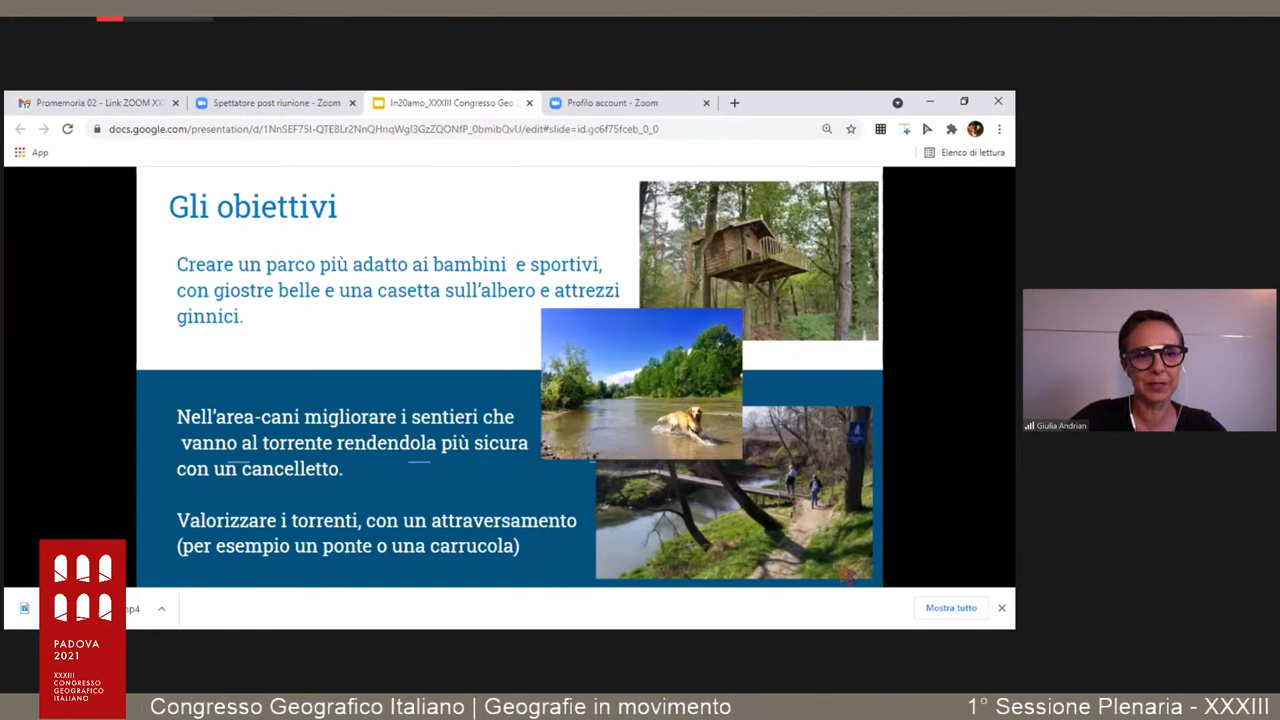 Promemoria 02 - Link ZOOM XX
Spettatore post riunione - Zoom
In20amo_XXXIII Congresso Geo
Profilo account - Zoom
docs.google.com/presentation/d/1NnSEF75I-QTE8Lr2NnQHnqWgl3GzZQONfP_0bmibQvU/edit#slide=id.gc6f75fceb_0_0
App
Elenco di lettura
Gli obiettivi
Creare un parco più adatto ai bambini e sportivi,
con giostre belle e una casetta sull'albero e attrezzi
ginnici.
Nell'area-cani migliorare i sentieri che
vanno al torrente rendendola più sicura
con un cancelletto.
Valorizzare i torrenti, con un attraversamento
(per esempio un ponte o una carrucola)
Giulia Andrian
mp4
Mostra tutto
PADOVA
2021
XXXIII
CONGRESSO
GEOGRAFICO
ITALIANO
Congresso Geografico Italiano | Geografie in movimento
1° Sessione Plenaria - XXXIII